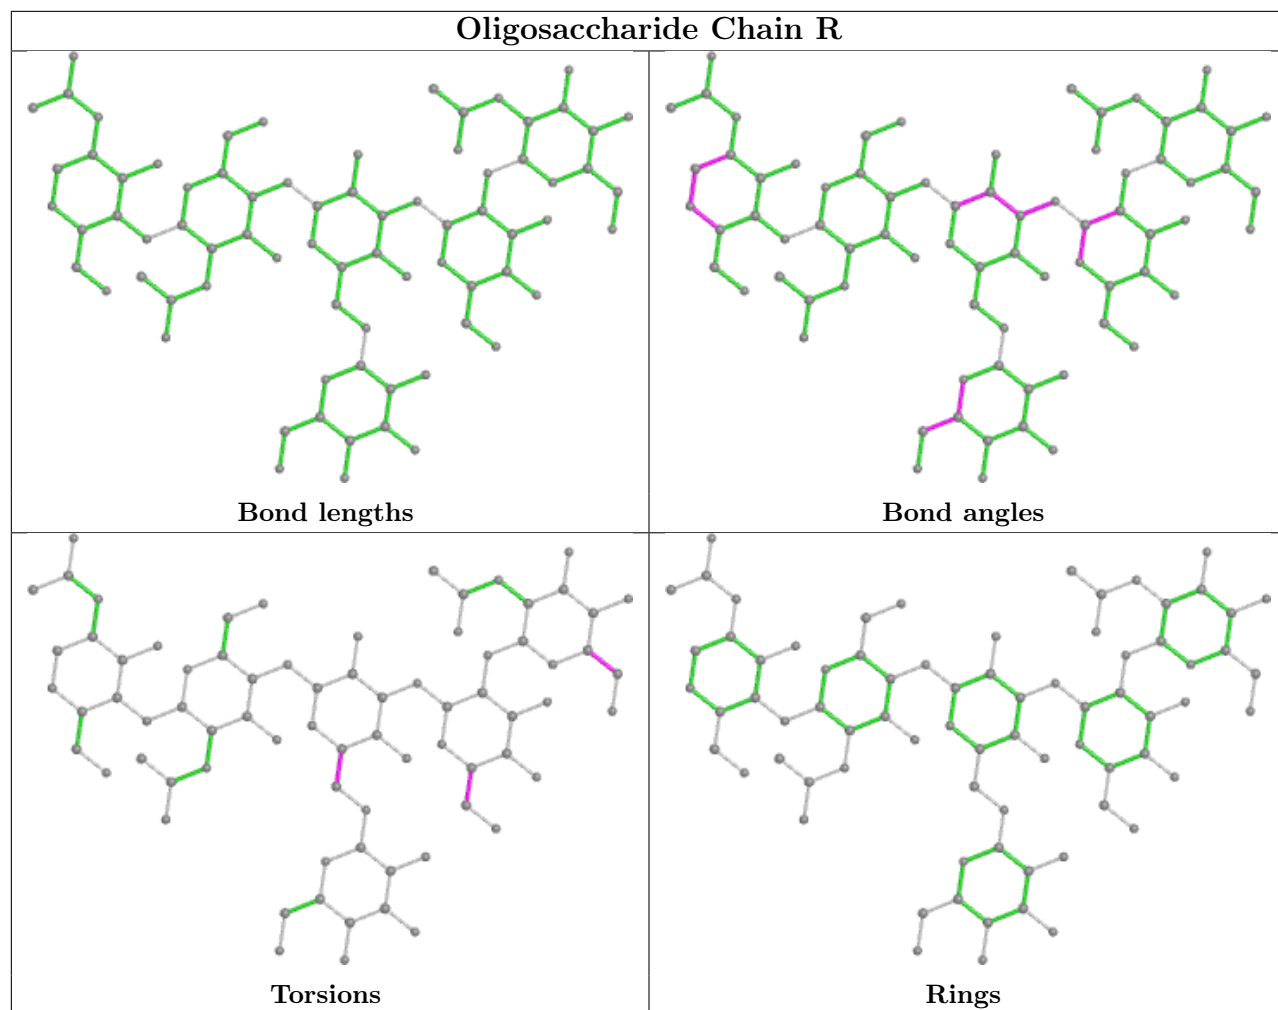 Oligosaccharide Chain R
Bond lengths
Bond angles
Torsions
Rings